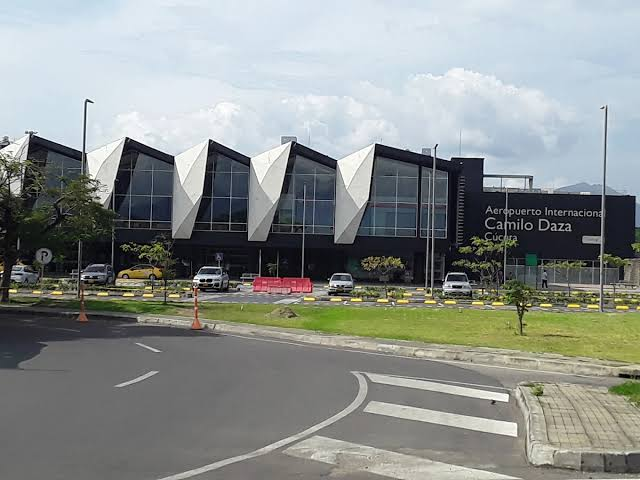 Aeropuerto Internacional
Camilo Daza
Cúcuta
P